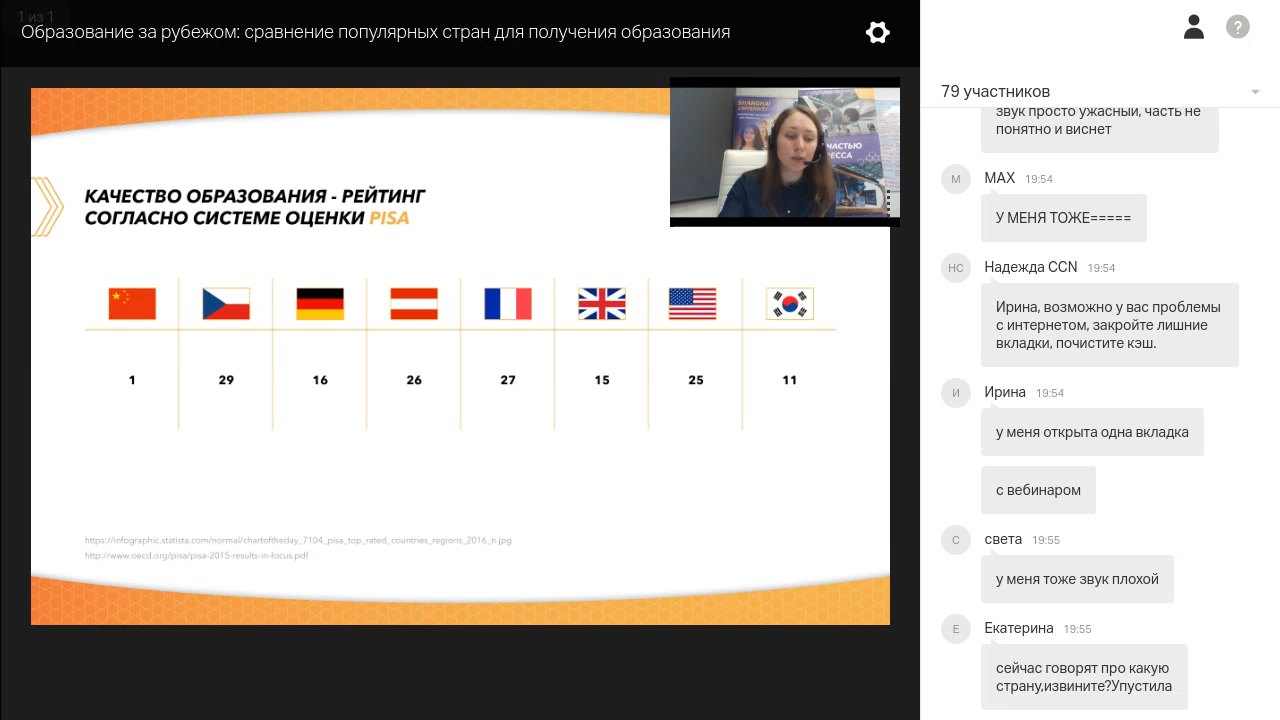 1 из 1
Образование за рубежом: сравнение популярных стран для получения образования
?
SHANGHAI
UNIVERSITY
ЧАСТЬЮ
КАЧЕСТВО ОБРАЗОВАНИЯ - РЕЙТИНГ
СОГЛАСНО СИСТЕМЕ ОЦЕНКИ PISA
1 29 16 26 27 15 25 11
https://infographic.statista.com/normal/chartoftheday_7104_pisa_top_rated_countries_regions_2016_n.jpg
http://www.oecd.org/pisa/pisa-2015-results-in-focus.pdf
79 участников
звук просто ужасный, часть не
понятно и виснет
М
МАХ 19:54
У МЕНЯ ТОЖЕ=====
НС
Надежда CCN 19:54
Ирина, возможно у вас проблемы
с интернетом, закройте лишние
вкладки, почистите кэш.
И
Ирина 19:54
у меня открыта одна вкладка
с вебинаром
С
света 19:55
у меня тоже звук плохой
Е
Екатерина 19:55
сейчас говорят про какую
страну,извините?Упустила